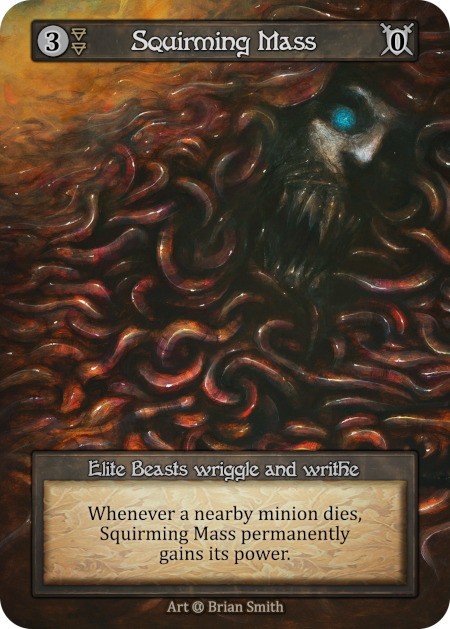 3
Squirming Mass
0
Elite Beasts wriggle and writhe
Whenever a nearby minion dies,
Squirming Mass permanently
gains its power.
Art @ Brian Smith